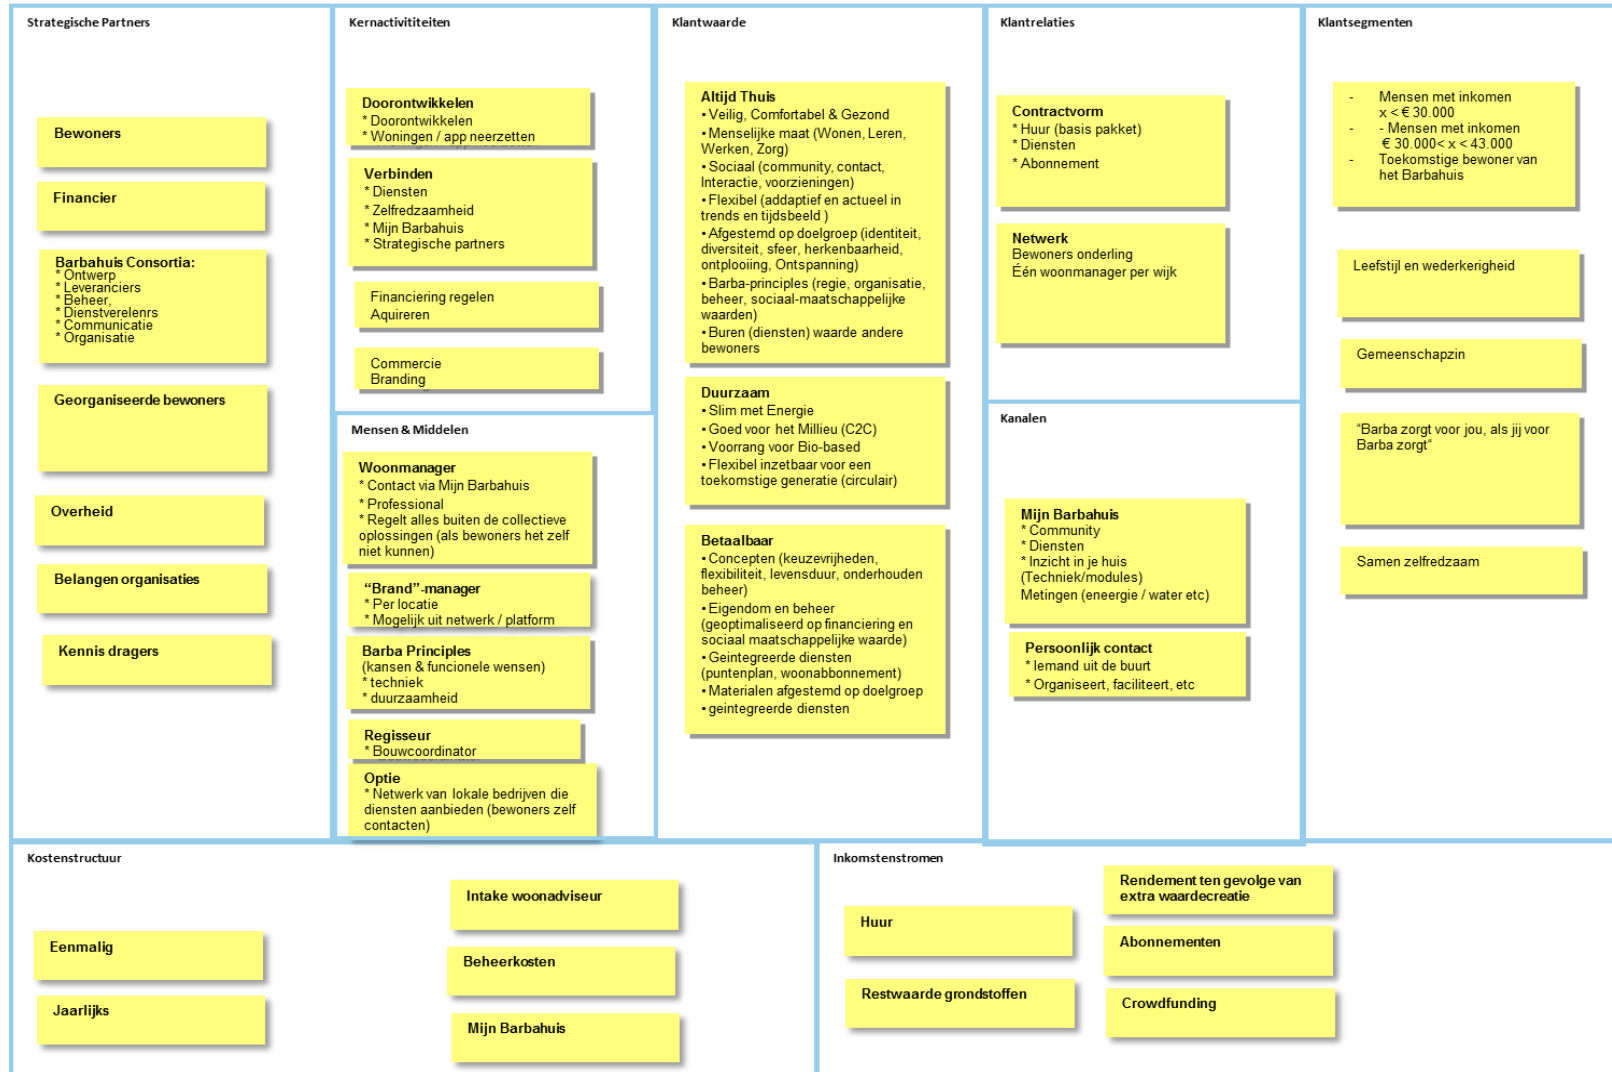 Strategische Partners
Bewoners
Financier
Barbahuis Consortia:
* Ontwerp
* Leveranciers
* Beheer,
* Dienstverelenrs
* Communicatie
* Organisatie
Georganiseerde bewoners
Overheid
Belangen organisaties
Kennis dragers
Kernactivititeiten
Doorontwikkelen
* Doorontwikkelen
* Woningen / app neerzetten
Verbinden
* Diensten
* Zelfredzaamheid
* Mijn Barbahuis
* Strategische partners
Financiering regelen
Aquireren
Commercie
Branding
Mensen & Middelen
Woonmanager
* Contact via Mijn Barbahuis
* Professional
* Regelt alles buiten de collectieve
oplossingen (als bewoners het zelf
niet kunnen)
“Brand”-manager
* Per locatie
* Mogelijk uit netwerk / platform
Barba Principles
(kansen & funcionele wensen)
* techniek
* duurzaamheid
Regisseur
* Bouwcoordinator
Optie
* Netwerk van lokale bedrijven die
diensten aanbieden (bewoners zelf
contacten)
Klantwaarde
Altijd Thuis
• Veilig, Comfortabel & Gezond
• Menselijke maat (Wonen, Leren,
Werken, Zorg)
• Sociaal (community, contact,
Interactie, voorzieningen)
• Flexibel (addaptief en actueel in
trends en tijdsbeeld )
• Afgestemd op doelgroep (identiteit,
diversiteit, sfeer, herkenbaarheid,
ontplooiing, Ontspanning)
• Barba-principles (regie, organisatie,
beheer, sociaal-maatschappelijke
waarden)
• Buren (diensten) waarde andere
bewoners
Duurzaam
• Slim met Energie
• Goed voor het Millieu (C2C)
• Voorrang voor Bio-based
• Flexibel inzetbaar voor een
toekomstige generatie (circulair)
Betaalbaar
• Concepten (keuzevrijheden,
flexibiliteit, levensduur, onderhouden
beheer)
• Eigendom en beheer
(geoptimaliseerd op financiering en
sociaal maatschappelijke waarde)
• Geintegreerde diensten
(puntenplan, woonabbonnement)
• Materialen afgestemd op doelgroep
• geintegreerde diensten
Klantrelaties
Contractvorm
* Huur (basis pakket)
* Diensten
* Abonnement
Netwerk
Bewoners onderling
Één woonmanager per wijk
Kanalen
Mijn Barbahuis
* Community
* Diensten
* Inzicht in je huis
(Techniek/modules)
Metingen (eneergie / water etc)
Persoonlijk contact
* Iemand uit de buurt
* Organiseert, faciliteert, etc
Klantsegmenten
- Mensen met inkomen
x < € 30.000
- - Mensen met inkomen
€ 30.000< x < 43.000
- Toekomstige bewoner van
het Barbahuis
Leefstijl en wederkerigheid
Gemeenschapzin
“Barba zorgt voor jou, als jij voor
Barba zorgt“
Samen zelfredzaam
Kostenstructuur
Eenmalig
Jaarlijks
Intake woonadviseur
Beheerkosten
Mijn Barbahuis
Inkomstenstromen
Huur
Restwaarde grondstoffen
Rendement ten gevolge van
extra waardecreatie
Abonnementen
Crowdfunding